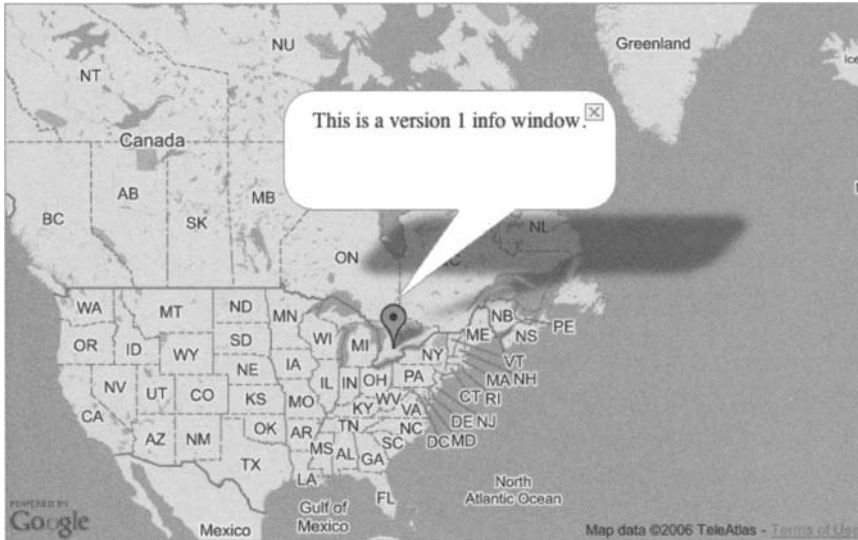 NU
Greenland
NT
This is a version 1 info window.
Canada
AB
MB
BC
SK
NL
ON
WA
MT
ND
MN
NB
PE
OR
ID
SD
WI
MI
ME
NS
WY
NY
VT
NE
IA
NV
IL
IN
OH
PA
MA
NH
UT
CO
KS
MO
WV
CT
RI
CA
KY
VA
DE
NJ
AZ
NM
OK
AR
TN
NC
DC
MD
MS
AL
SC
GA
TX
LA
FL
North
Atlantic Ocean
Gulf of
Mexico
Mexico
POWERED BY
Google
Map data ©2006 TeleAtlas - Terms of Use